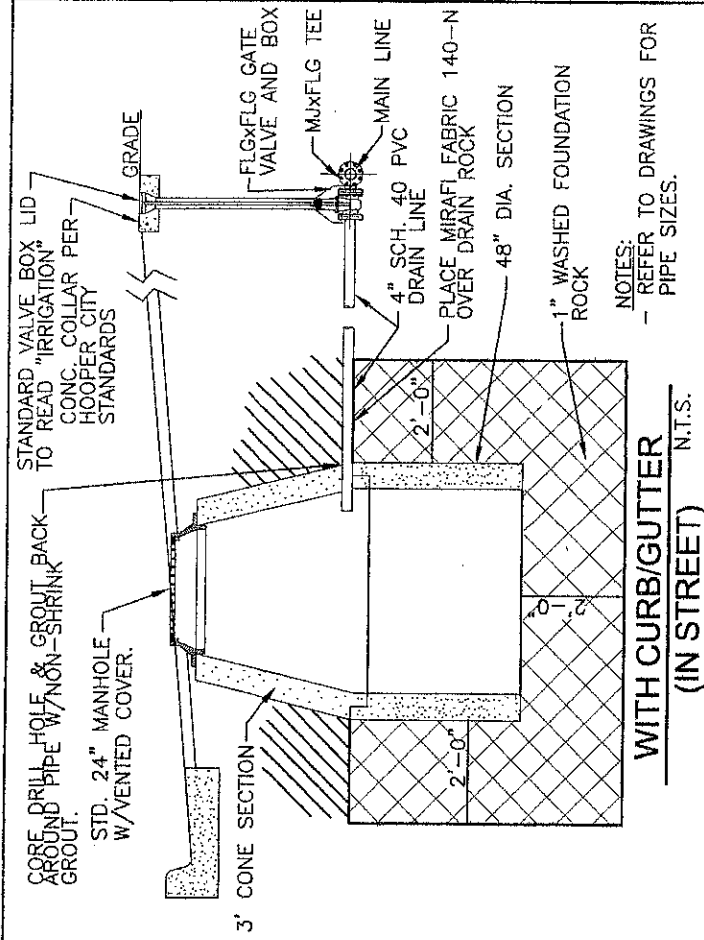 STANDARD VALVE BOX LID
TO READ "IRRIGATION"
CONC. COLLAR PER
HOOPER CITY
STANDARDS
GRADE
CORE DRILL HOLE & GROUT BACK
AROUND PIPE W/NON-SHRINK
GROUT.
STD. 24" MANHOLE
W/VENTED COVER.
3' CONE SECTION
FLGxFLG GATE
VALVE AND BOX
MJxFLG TEE
MAIN LINE
4" SCH. 40 PVC
DRAIN LINE
PLACE MIRAFI FABRIC 140-N
OVER DRAIN ROCK
48" DIA. SECTION
1" WASHED FOUNDATION
ROCK
2'-0"
2'-0"
2'-0"
NOTES:
- REFER TO DRAWINGS FOR
PIPE SIZES.
WITH CURB/GUTTER
(IN STREET)
N.T.S.